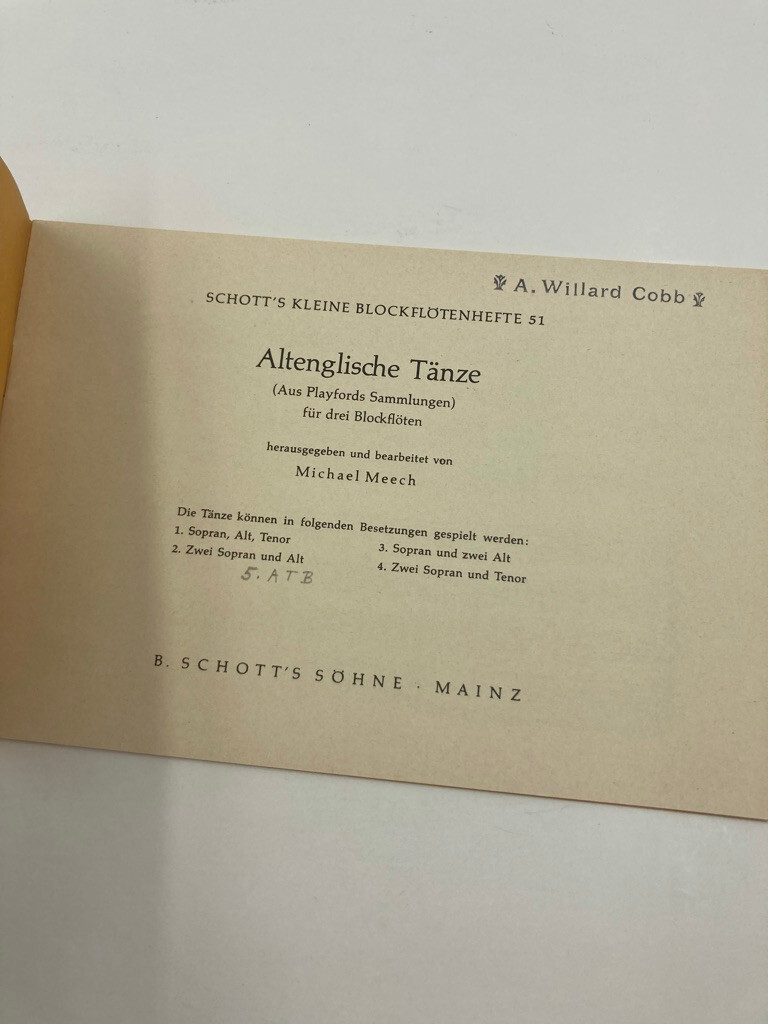 A. Willard Cobb
SCHOTT'S KLEINE BLOCKFLÖTENHEFTE 51
Altenglische Tänze
(Aus Playfords Sammlungen)
für drei Blockflöten
herausgegeben und bearbeitet von
Michael Meech
Die Tänze können in folgenden Besetzungen gespielt werden:
1. Sopran, Alt, Tenor
2. Zwei Sopran und Alt
3. Sopran und zwei Alt
4. Zwei Sopran und Tenor
5. A T B
B. SCHOTT'S SÖHNE · MAINZ